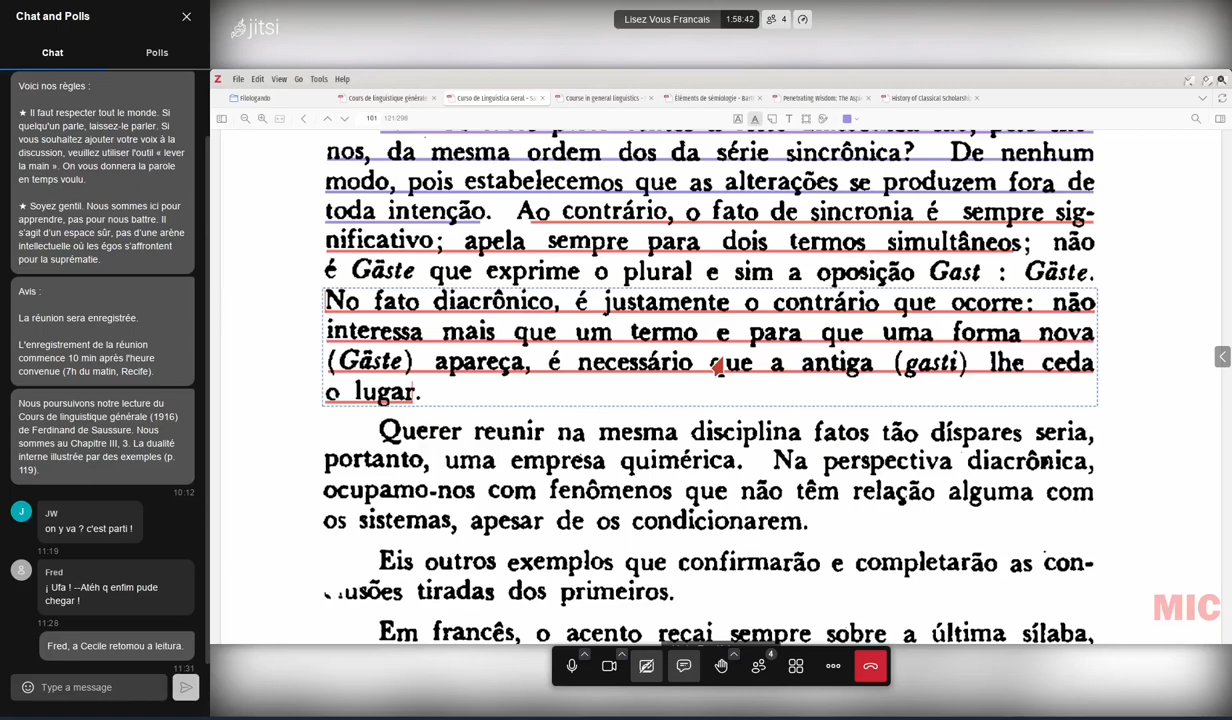 Chat and Polls
Chat
Polls
Voici nos règles :
★ Il faut respecter tout le monde. Si
quelqu'un parle, laissez-le parler. Si
vous souhaitez ajouter votre voix à la
discussion, veuillez utiliser l'outil « lever
la main ». On vous donnera la parole
en temps voulu.
★ Soyez gentil. Nous sommes ici pour
apprendre, pas pour nous battre. Il
s'agit d'un espace sûr, pas d'une arène
intellectuelle où les égos s'affrontent
pour la suprématie.
Avis :
La réunion sera enregistrée.
L'enregistrement de la réunion
commence 10 min après l'heure
convenue (7h du matin, Recife).
Nous poursuivons notre lecture du
Cours de linguistique générale (1916)
de Ferdinand de Saussure. Nous
sommes au Chapitre III, 3. La dualité
interne illustrée par des exemples (p.
119).
10:12
J
JW
on y va ? c'est parti !
11:19
Fred
¡ Ufa ! --Atéh q enfim pude
chegar !
11:28
Fred, a Cecile retomou a leitura.
11:31
Type a message
jitsi
Lisez Vous Francais
1:58:42
4
File Edit View Go Tools Help
Filologando
Cours de linguistique générale
Curso de Linguistica Geral - Sa
Course in general linguistics -
Eléments de sémiologie - Bart
Penetrating Wisdom: The Asp
History of Classical Scholarsh
101 121/298
nos, da mesma ordem dos da série sincrônica? De nenhum
modo, pois estabelecemos que as alterações se produzem fora de
toda intenção. Ao contrário, o fato de sincronia é sempre sig-
nificativo; apela sempre para dois termos simultâneos; não
é Gäste que exprime o plural e sim a oposição Gast : Gäste.
No fato diacrônico, é justamente o contrário que ocorre: não
interessa mais que um termo e para que uma forma nova
(Gäste) apareça, é necessário que a antiga (gasti) lhe ceda
o lugar.
Querer reunir na mesma disciplina fatos tão díspares seria,
portanto, uma empresa quimérica. Na perspectiva diacrônica,
ocupamo-nos com fenômenos que não têm relação alguma com
os sistemas, apesar de os condicionarem.
Eis outros exemplos que confirmarão e completarão as con-
usões tiradas dos primeiros.
Em francês, o acento recai sempre sobre a última sílaba,
MIC
4